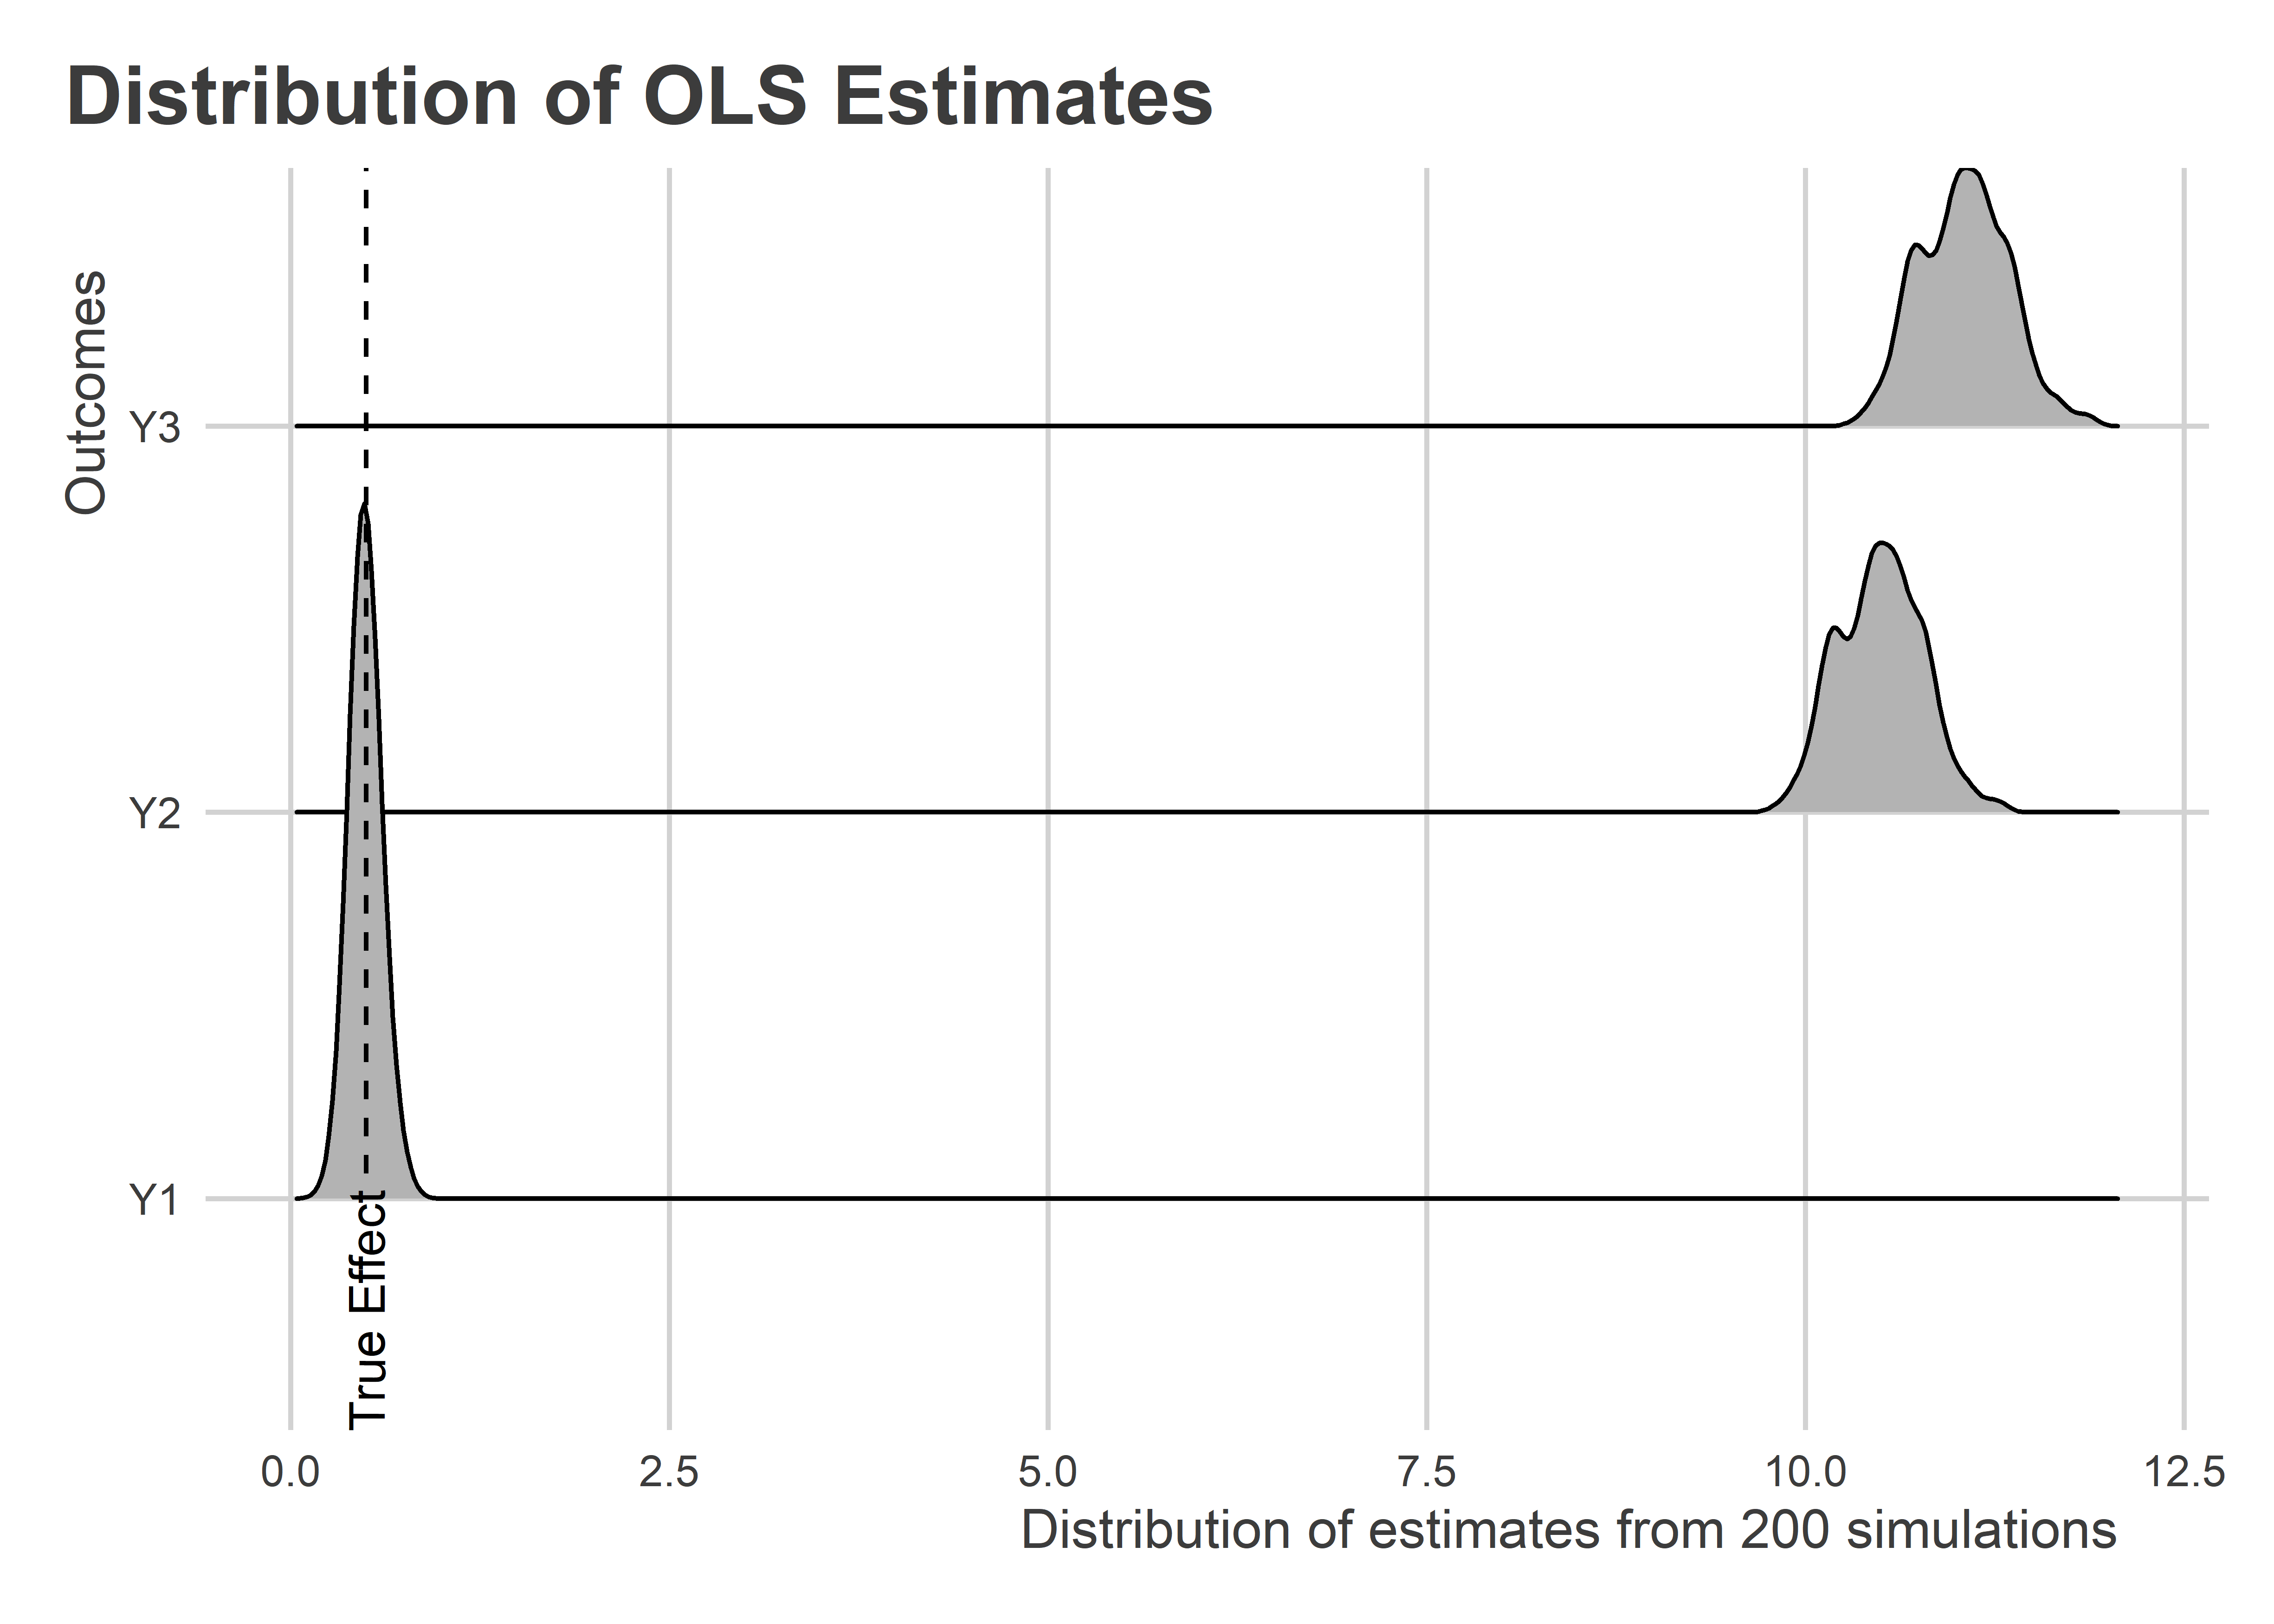 Distribution of OLS Estimates
Outcomes
Y3
Y2
Y1
True Effect
0.0 2.5 5.0 7.5 10.0 12.5
Distribution of estimates from 200 simulations